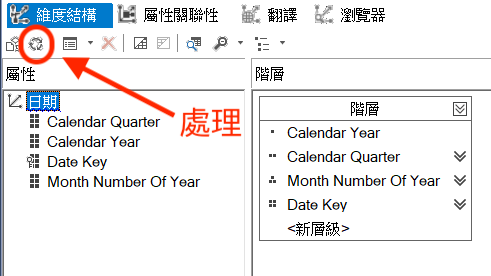 維度結構 屬性關聯性 翻譯 瀏覽器
屬性
日期
Calendar Quarter
Calendar Year
Date Key
Month Number Of Year
處理
階層
階層
Calendar Year
Calendar Quarter
Month Number Of Year
Date Key
<新層級>